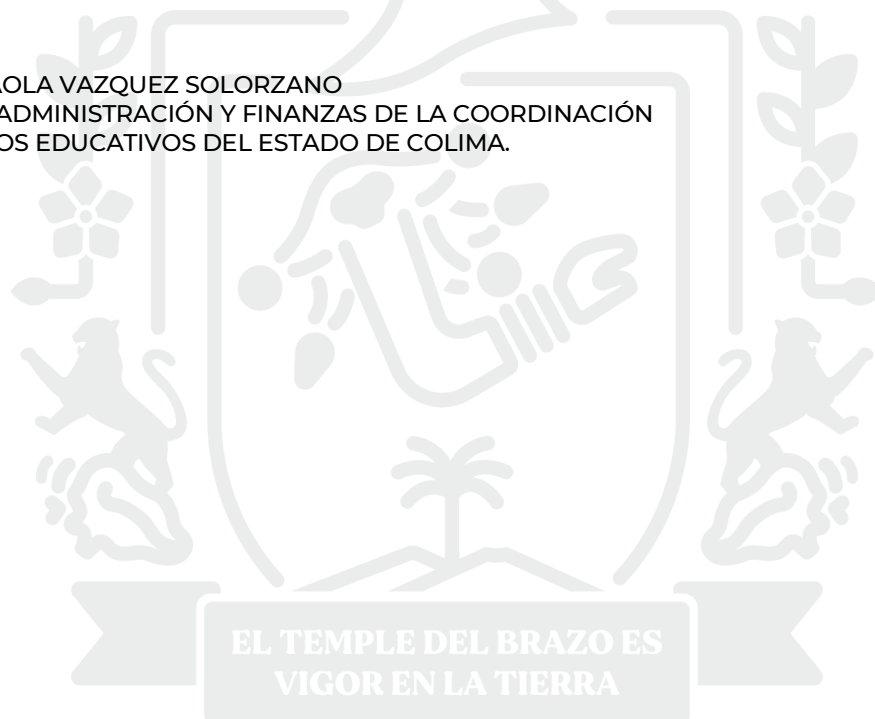 AOLA VAZQUEZ SOLORZANO
ADMINISTRACIÓN Y FINANZAS DE LA COORDINACIÓN
OS EDUCATIVOS DEL ESTADO DE COLIMA.
EL TEMPLE DEL BRAZO ES
VIGOR EN LA TIERRA